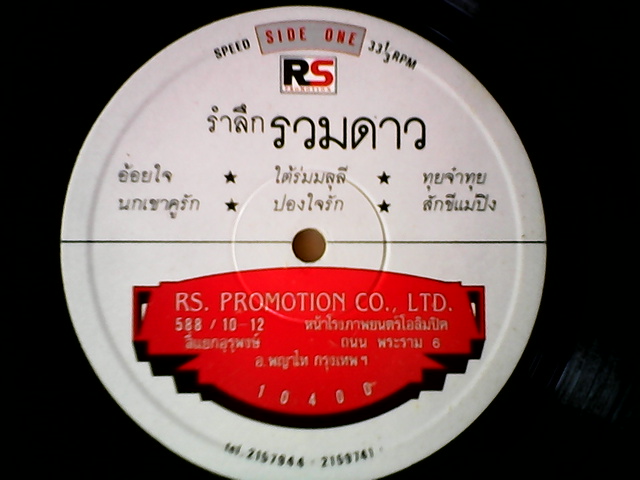 SPEED SIDE ONE 33 1/3 RPM
RS
PROMOTION
รำลึก รวมดาว
อ้อยใจ ★ ใต้ร่มมลุลี ★ ทุยจ๋าทุย
นกเขาคูรัก ★ ปองใจรัก ★ สักขีแม่ปิง
RS. PROMOTION CO., LTD.
588 / 10-12 หน้าโรงภาพยนตร์โอลิมปิค
สี่แยกอุรุพงษ์ ถนน พระราม 6
อ.พญาไท กรุงเทพฯ
10400
tel. 2157944 - 2159741